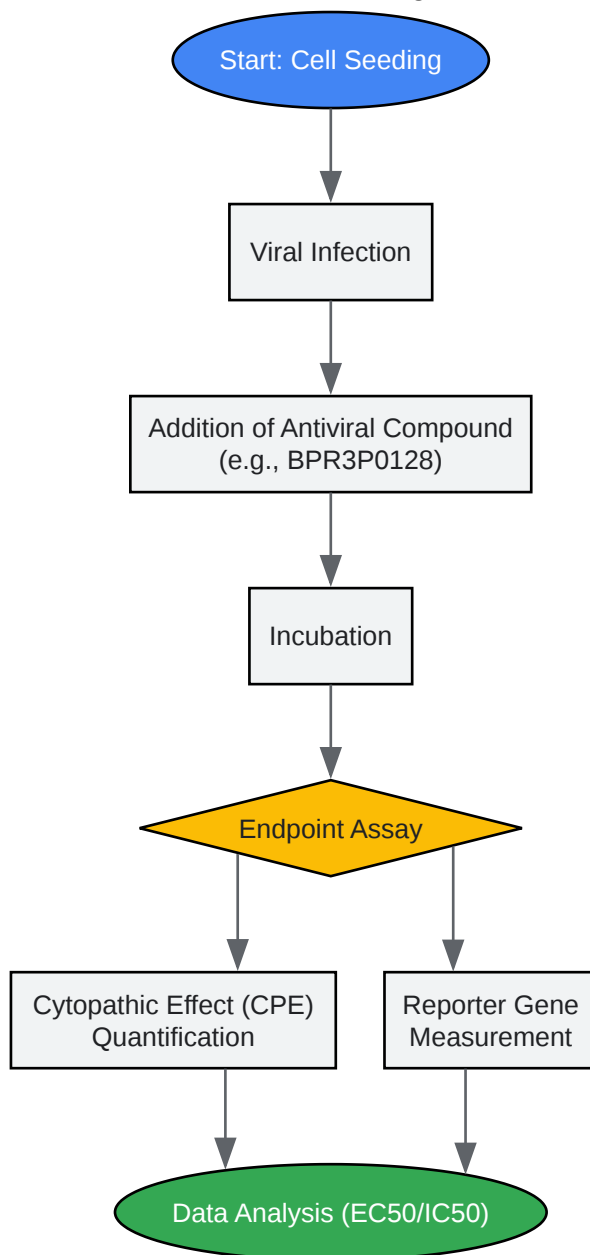 Start: Cell Seeding
Viral Infection
Addition of Antiviral Compound
(e.g., BPR3P0128)
Incubation
Endpoint Assay
Cytopathic Effect (CPE)
Quantification
Reporter Gene
Measurement
Data Analysis (EC50/IC50)